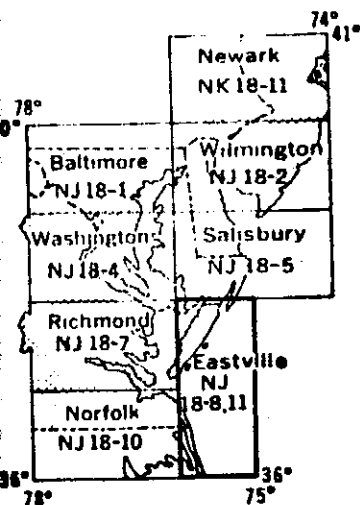 74°
41°
Newark
NK 18-11
78°
0°
Baltimore
NJ 18-1
Wilmington
NJ 18-2
Washington
NJ 18-4
Salisbury
NJ 18-5
Richmond
NJ 18-7
Eastville
NJ
18-8,11
Norfolk
NJ 18-10
36°
36°
78°
75°